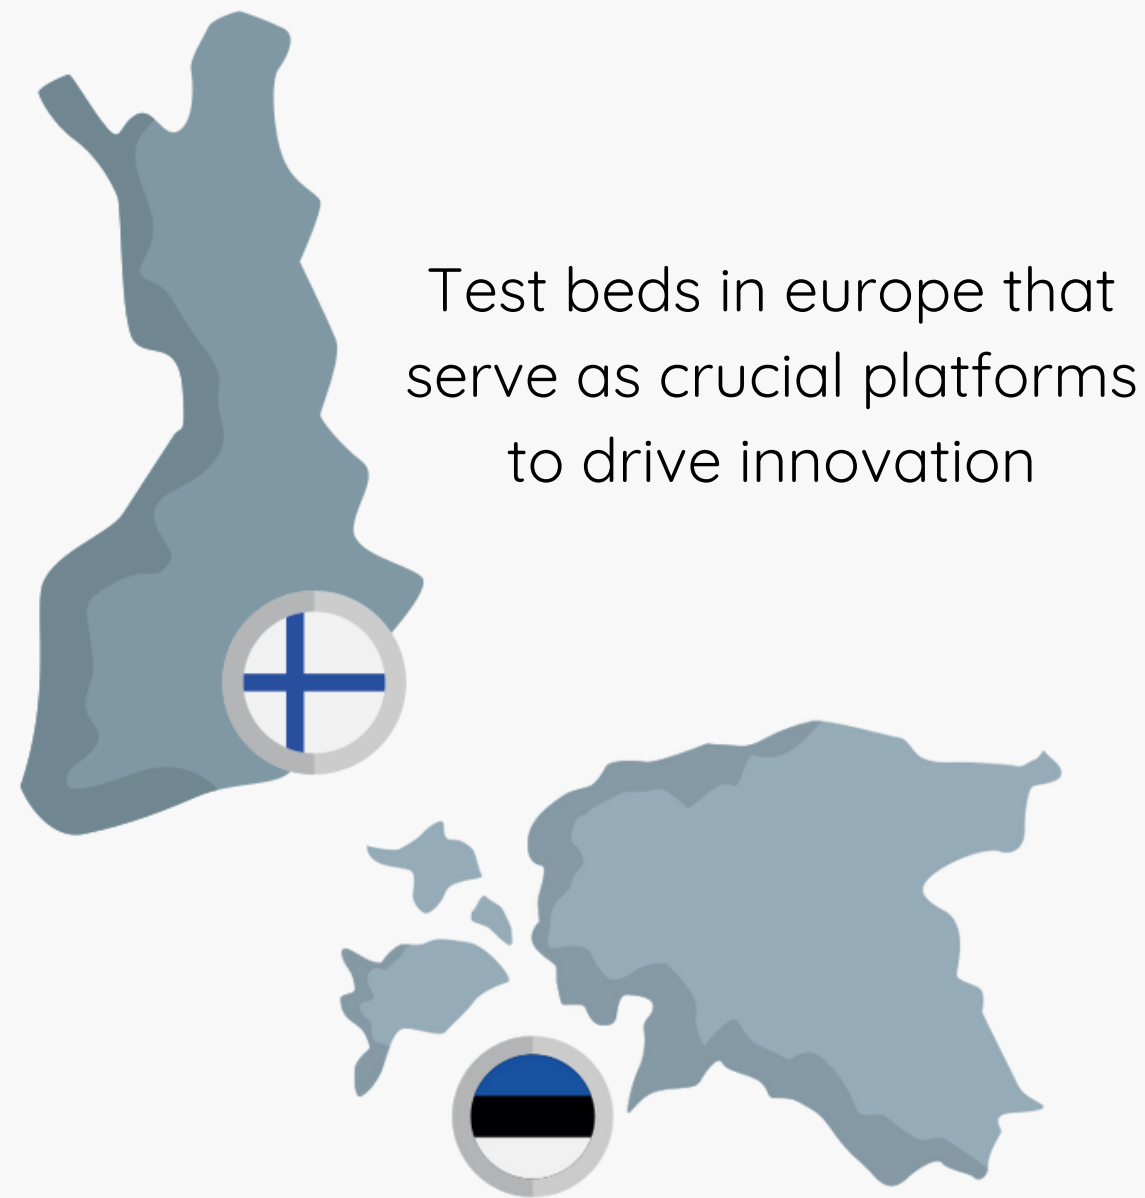 Test beds in europe that
serve as crucial platforms
to drive innovation